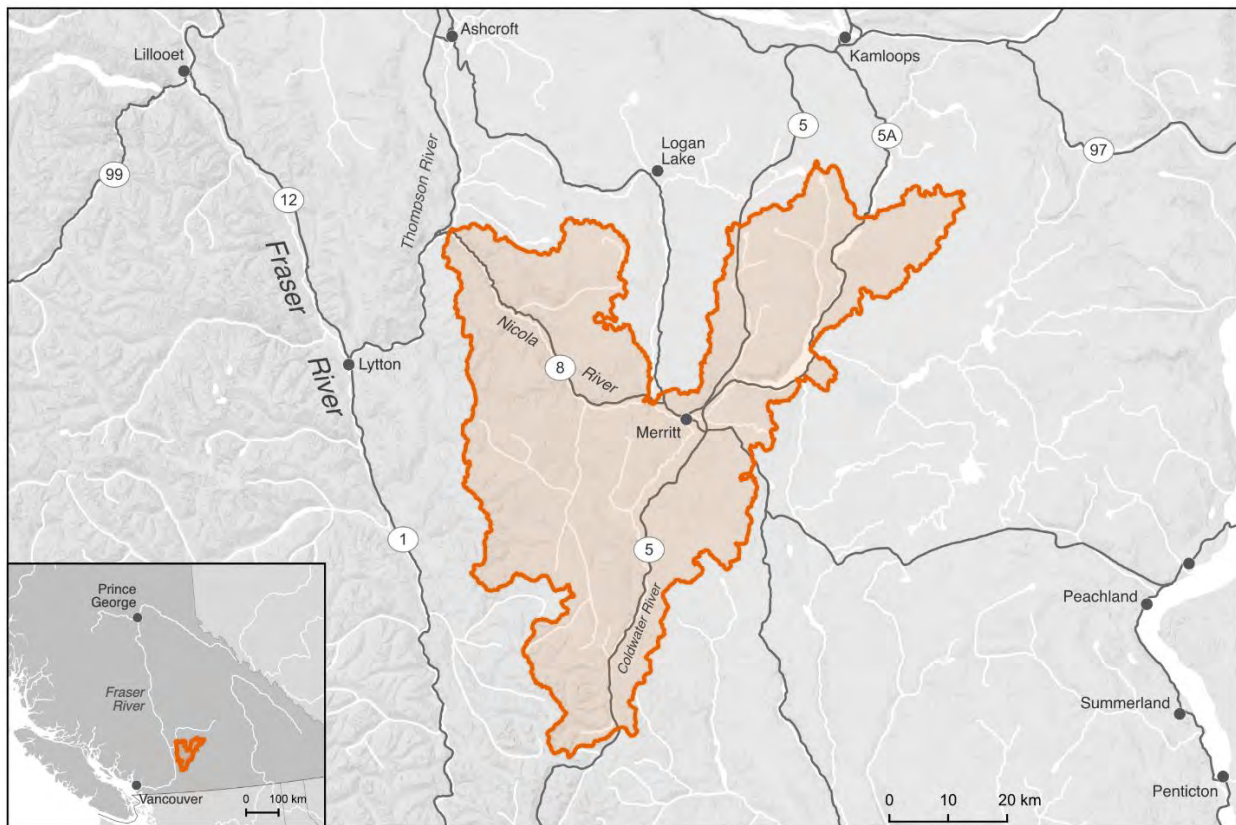 Ashcroft
Lillooet
Kamloops
Logan
Lake
5
5A
97
99
12
Thompson River
Fraser
River
Nicola
River
8
Lytton
Merritt
5
1
Coldwater River
Peachland
Summerland
Penticton
0 10 20 km
Prince
George
Fraser
River
Vancouver
0 100 km